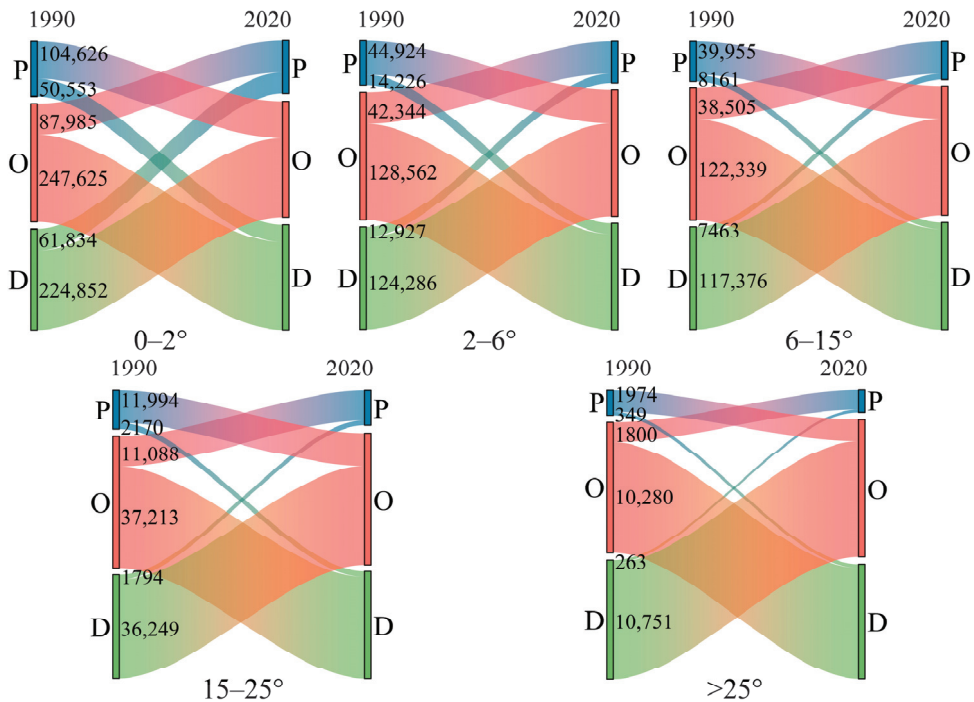 1990 2020 1990 2020 1990 2020
P 104,626 P
50,553
87,985
O O
247,625
61,834
D D
224,852
0–2°
P 44,924 P
14,226
42,344
O O
128,562
12,927
D D
124,286
2–6°
P 39,955 P
8161
38,505
O O
122,339
7463
D D
117,376
6–15°
1990 2020 1990 2020
P 11,994 P
2170
11,088
O O
37,213
1794
D D
36,249
15–25°
P 1974 P
349
1800
O O
10,280
263
D D
10,751
>25°